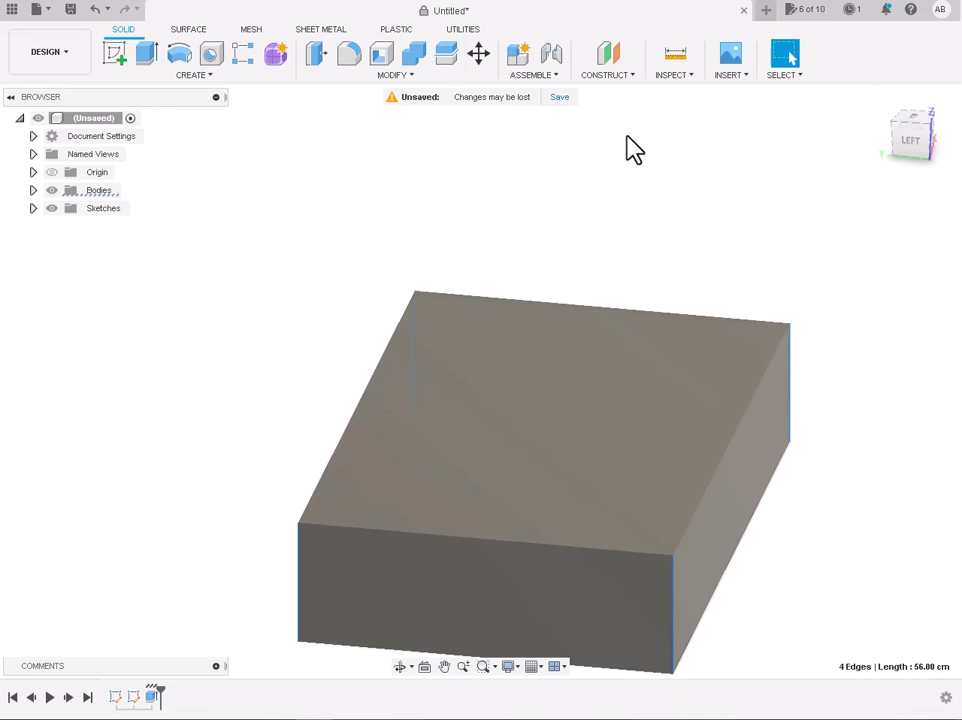 Untitled*
6 of 10
1
AB
DESIGN
SOLID
SURFACE
MESH
SHEET METAL
PLASTIC
UTILITIES
CREATE
MODIFY
ASSEMBLE
CONSTRUCT
INSPECT
INSERT
SELECT
BROWSER
Unsaved: Changes may be lost Save
(Unsaved)
Document Settings
Named Views
Origin
Bodies
Sketches
Z
LEFT
X
Y
COMMENTS
4 Edges | Length : 56.00 cm